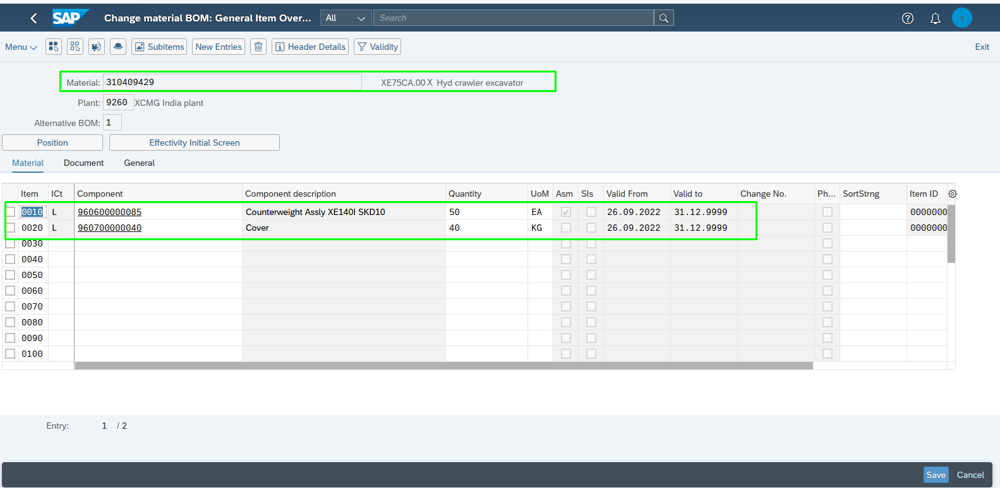 SAP Change material BOM: General Item Over... All Search a
Menu Subitems New Entries Header Details Validity Exit
Material: 310409429 XE75CA.00 X Hyd crawler excavator
Plant: 9260 XCMG India plant
Alternative BOM: 1
Position Effectivity Initial Screen
Material Document General
Item ICt Component Component description Quantity UoM Asm SIs Valid From Valid to Change No. Ph... SortStrng Item ID
0010 L 960600000085 Counterweight Assly XE140I SKD10 50 EA 26.09.2022 31.12.9999 0000000
0020 L 960700000040 Cover 40 KG 26.09.2022 31.12.9999 0000000
0030
0040
0050
0060
0070
0080
0090
0100
Entry: 1 / 2
Save Cancel